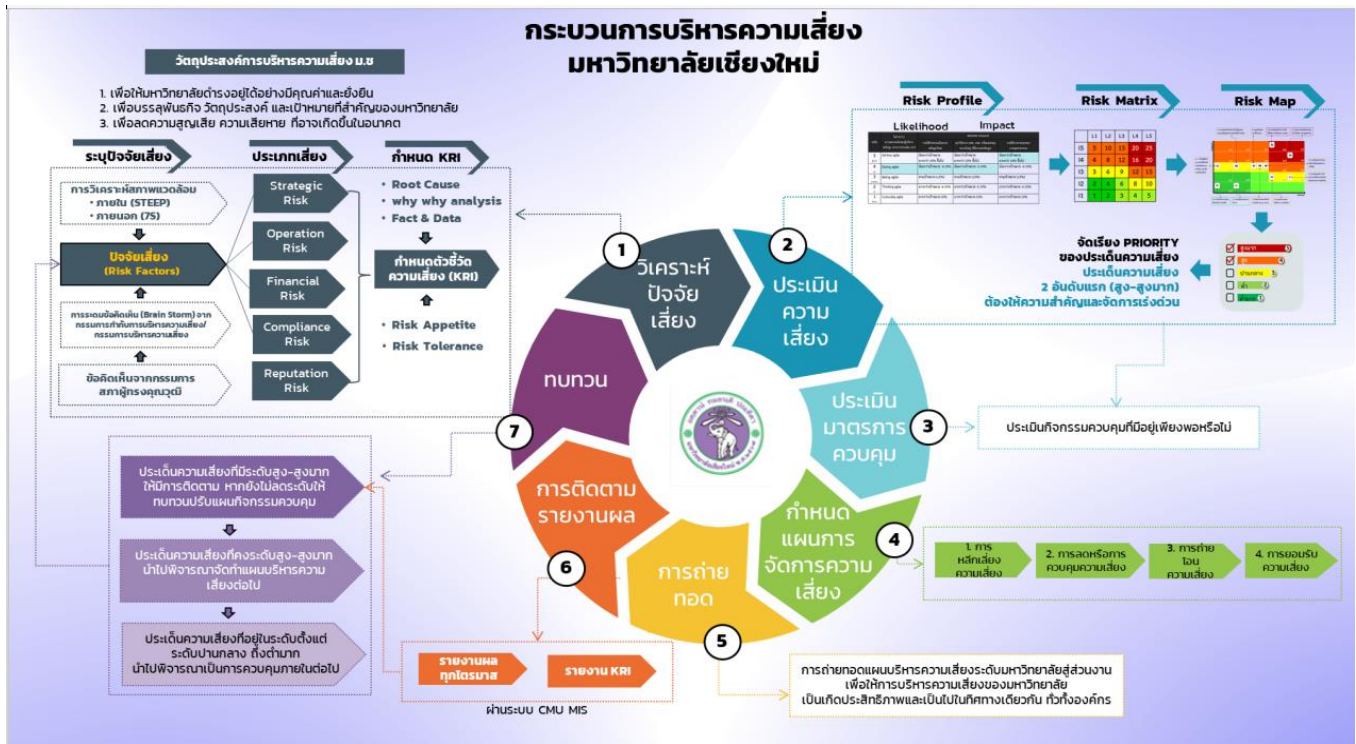 กระบวนการบริหารความเสี่ยง
มหาวิทยาลัยเชียงใหม่
วัตถุประสงค์การบริหารความเสี่ยง ม.ช
1. เพื่อให้มหาวิทยาลัยดำรงอยู่ได้อย่างมีคุณค่าและยั่งยืน
2. เพื่อบรรลุพันธกิจ วัตถุประสงค์ และเป้าหมายที่สำคัญของมหาวิทยาลัย
3. เพื่อลดความสูญเสีย ความเสียหาย ที่อาจเกิดขึ้นในอนาคต
ระบุปัจจัยเสี่ยง
ประเภทเสี่ยง
กำหนด KRI
การวิเคราะห์สภาพแวดล้อม
• ภายใน (STEEP)
• ภายนอก (7S)
ปัจจัยเสี่ยง
(Risk Factors)
การระดมข้อคิดเห็น (Brain Storm) จาก
กรรมการกำกับการบริหารความเสี่ยง/
กรรมการบริหารความเสี่ยง
ข้อคิดเห็นจากกรรมการ
สภาผู้ทรงคุณวุฒิ
Strategic
Risk
Operation
Risk
Financial
Risk
Compliance
Risk
Reputation
Risk
• Root Cause
• why why analysis
• Fact & Data
กำหนดตัวชี้วัด
ความเสี่ยง (KRI)
• Risk Appetite
• Risk Tolerance
Risk Profile
Risk Matrix
Risk Map
Likelihood
Impact
L1 L2 L3 L4 L5
I5 5 10 15 20 25
I4 4 8 12 16 20
I3 3 6 9 12 15
I2 2 4 6 8 10
I1 1 2 3 4 5
จัดเรียง PRIORITY
ของประเด็นความเสี่ยง
ประเด็นความเสี่ยง
2 อันดับแรก (สูง-สูงมาก)
ต้องให้ความสำคัญและจัดการเร่งด่วน
สูงมาก
สูง
ปานกลาง
ต่ำ
ต่ำมาก
1
วิเคราะห์
ปัจจัย
เสี่ยง
2
ประเมิน
ความ
เสี่ยง
3
ประเมิน
มาตรการ
ควบคุม
ประเมินกิจกรรมควบคุมที่มีอยู่เพียงพอหรือไม่
4
กำหนด
แผนการ
จัดการความ
เสี่ยง
1. การ
หลีกเลี่ยง
ความเสี่ยง
2. การลดหรือการ
ควบคุมความเสี่ยง
3. การถ่าย
โอน
ความเสี่ยง
4. การยอมรับ
ความเสี่ยง
5
การถ่าย
ทอด
การถ่ายทอดแผนบริหารความเสี่ยงระดับมหาวิทยาลัยสู่ส่วนงาน
เพื่อให้การบริหารความเสี่ยงของมหาวิทยาลัย
เป็นเกิดประสิทธิภาพและเป็นไปในทิศทางเดียวกัน ทั่วทั้งองค์กร
6
การติดตาม
รายงานผล
รายงานผล
ทุกไตรมาส
รายงาน KRI
ผ่านระบบ CMU MIS
7
ทบทวน
ประเด็นความเสี่ยงที่มีระดับสูง-สูงมาก
ให้มีการติดตาม หากยังไม่ลดระดับให้
ทบทวนปรับแผนกิจกรรมควบคุม
ประเด็นความเสี่ยงที่คงระดับสูง-สูงมาก
นำไปพิจารณาจัดทำแผนบริหารความ
เสี่ยงต่อไป
ประเด็นความเสี่ยงที่อยู่ในระดับตั้งแต่
ระดับปานกลาง ถึงต่ำมาก
นำไปพิจารณาเป็นการควบคุมภายในต่อไป